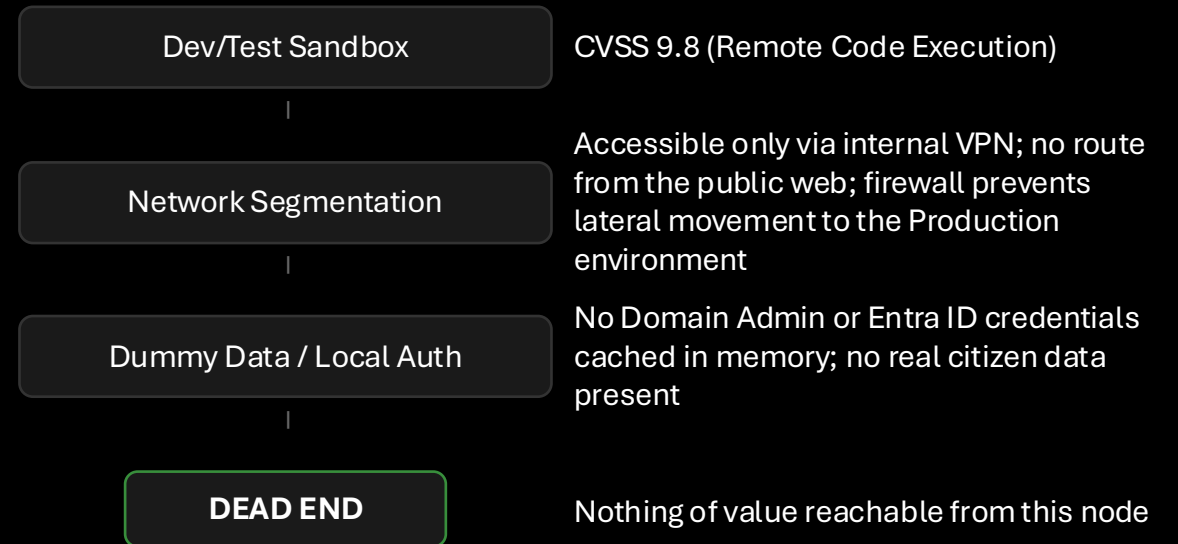 Dev/Test Sandbox
CVSS 9.8 (Remote Code Execution)
Network Segmentation
Accessible only via internal VPN; no route
from the public web; firewall prevents
lateral movement to the Production
environment
Dummy Data / Local Auth
No Domain Admin or Entra ID credentials
cached in memory; no real citizen data
present
DEAD END
Nothing of value reachable from this node